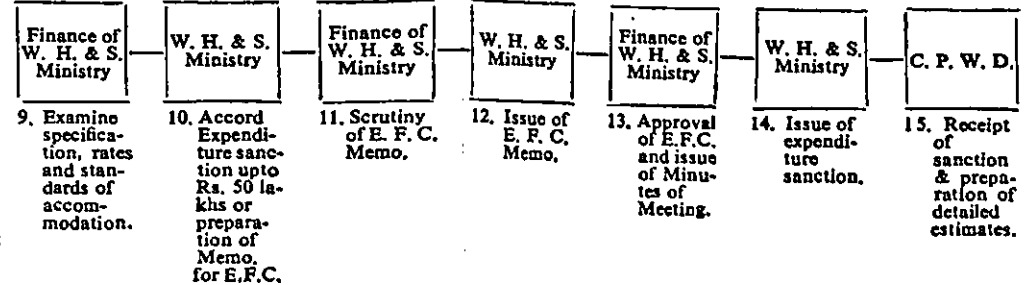 Finance of
W. H. & S.
Ministry
W. H. & S.
Ministry
Finance of
W. H. & S.
Ministry
W. H. & S.
Ministry
Finance of
W. H. & S.
Ministry
W. H. & S.
Ministry
C. P. W. D.
9. Examine
specifica-
tion, rates
and stan-
dards of
accom-
modation.
10. Accord
Expendi-
ture sanc-
tion upto
Rs. 50 la-
khs or
prepara-
tion of
Memo.
for E.F.C.
11. Scrutiny
of E. F. C.
Memo.
12. Issue of
E. F. C.
Memo.
13. Approval
of E.F.C.
and issue
of Minu-
tes of
Meeting.
14. Issue of
expendi-
ture
sanction.
15. Receipt
of
sanction
& prepa-
ration of
detailed
estimates.